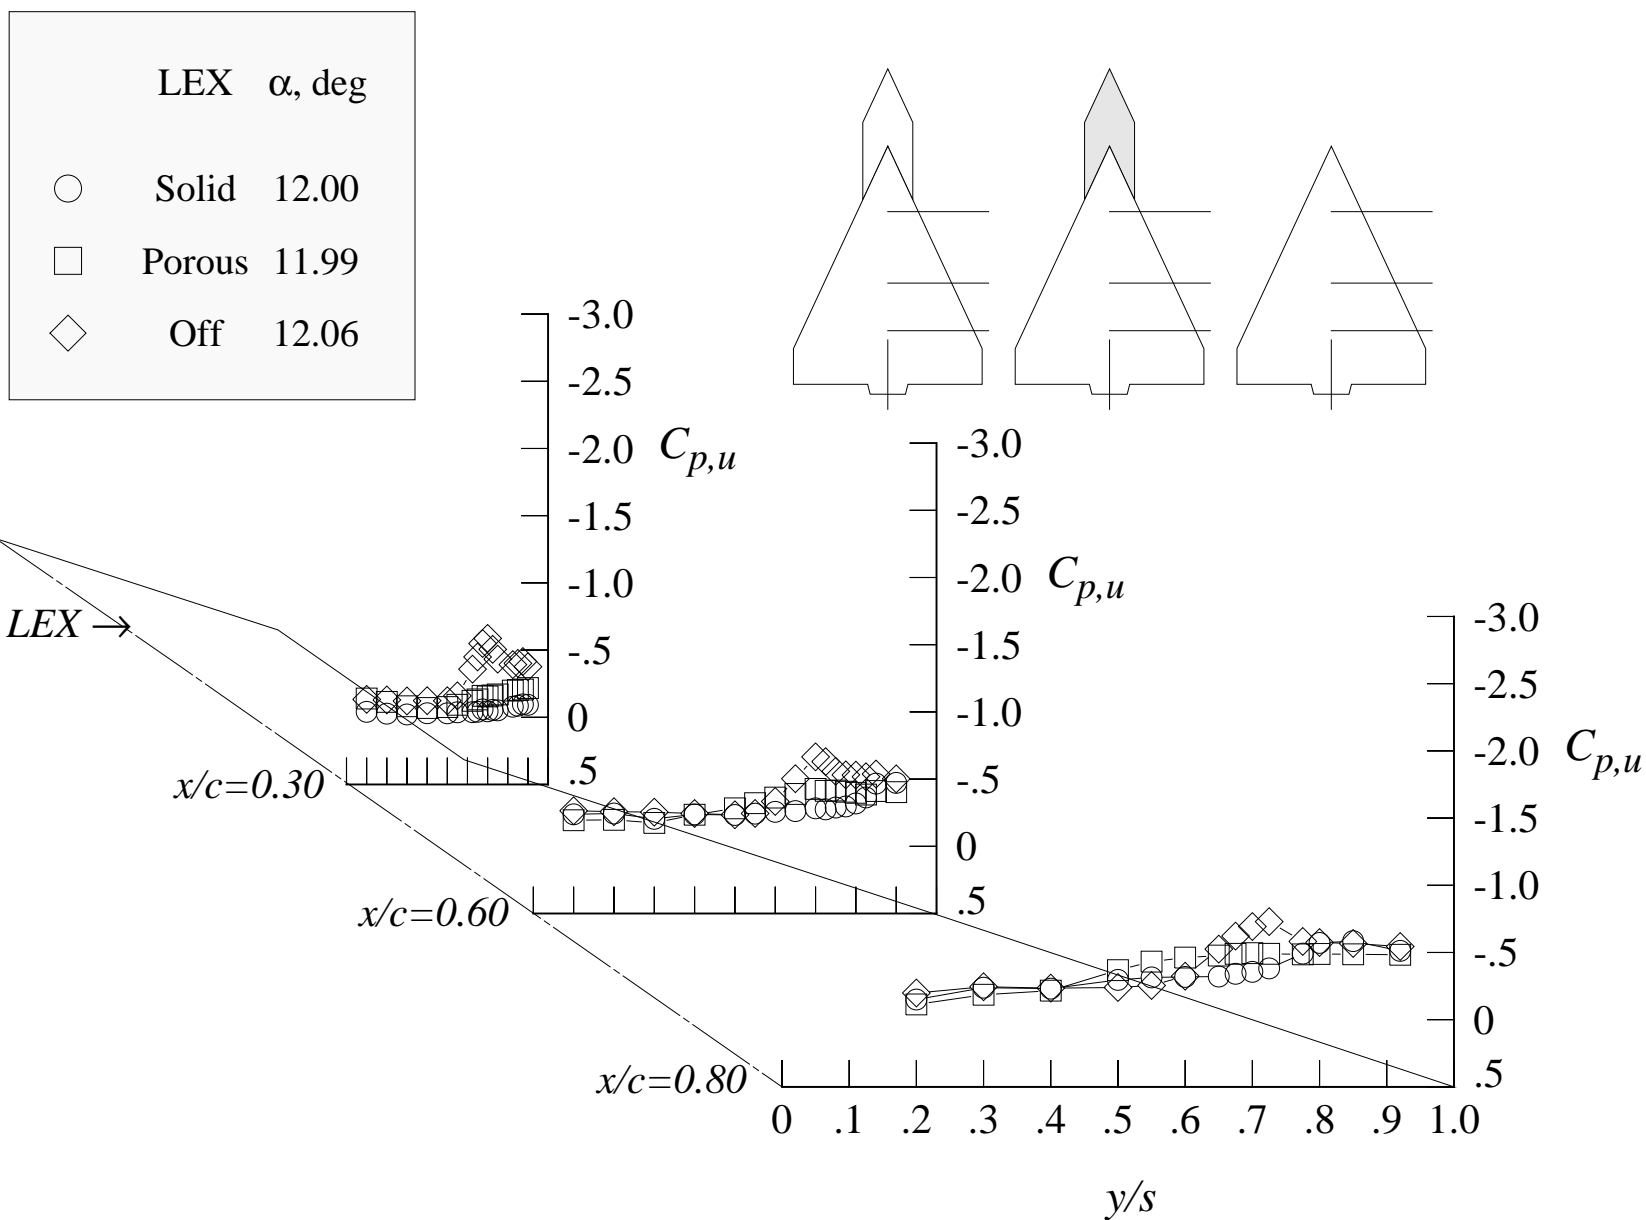 LEX α, deg
Solid 12.00
Porous 11.99
Off 12.06
-3.0
-2.5
-2.0 Cp,u
-1.5
-1.0
-.5
0
.5
-3.0
-2.5
-2.0 Cp,u
-1.5
-1.0
-.5
0
.5
-3.0
-2.5
-2.0 Cp,u
-1.5
-1.0
-.5
0
.5
LEX →
x/c=0.30
x/c=0.60
x/c=0.80
0 .1 .2 .3 .4 .5 .6 .7 .8 .9 1.0
y/s